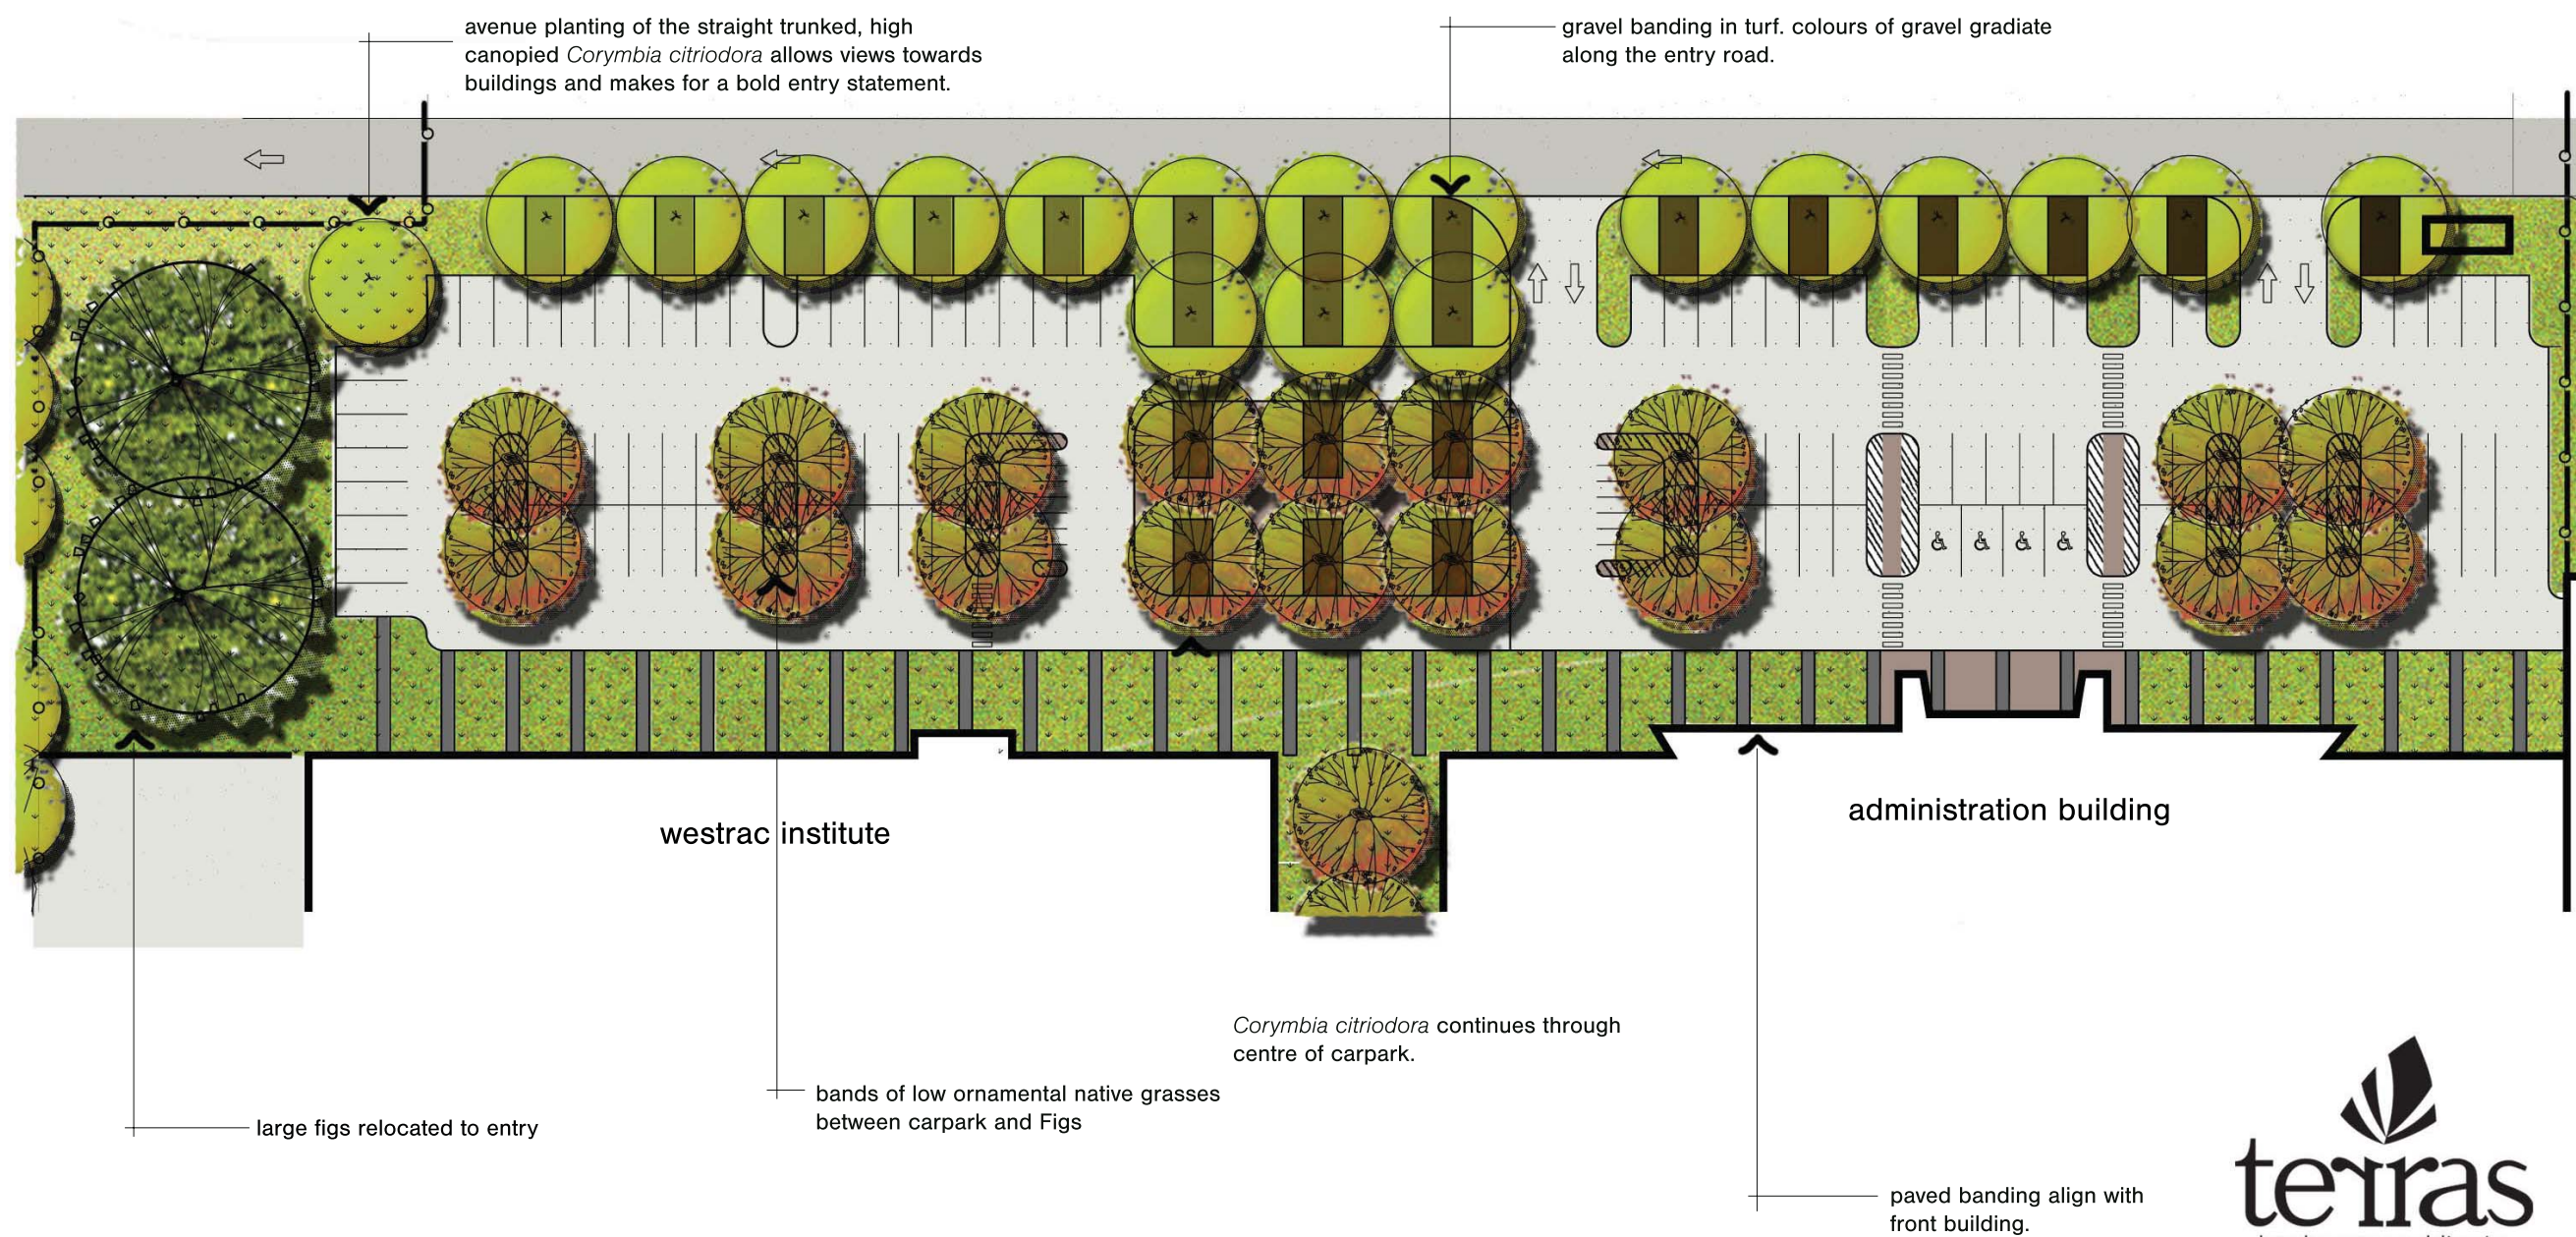 avenue planting of the straight trunked, high
canopied Corymbia citriodora allows views towards
buildings and makes for a bold entry statement.
gravel banding in turf. colours of gravel gradiate
along the entry road.
westrac institute
administration building
Corymbia citriodora continues through
centre of carpark.
bands of low ornamental native grasses
between carpark and Figs
large figs relocated to entry
paved banding align with
front building.
terras